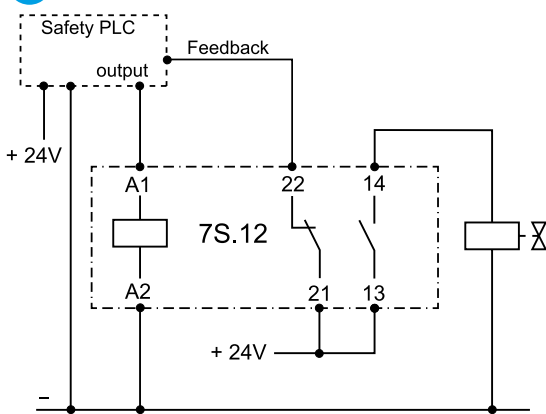 Safety PLC
Feedback
output
+ 24V
A1
22
14
7S.12
A2
21
13
+ 24V
–